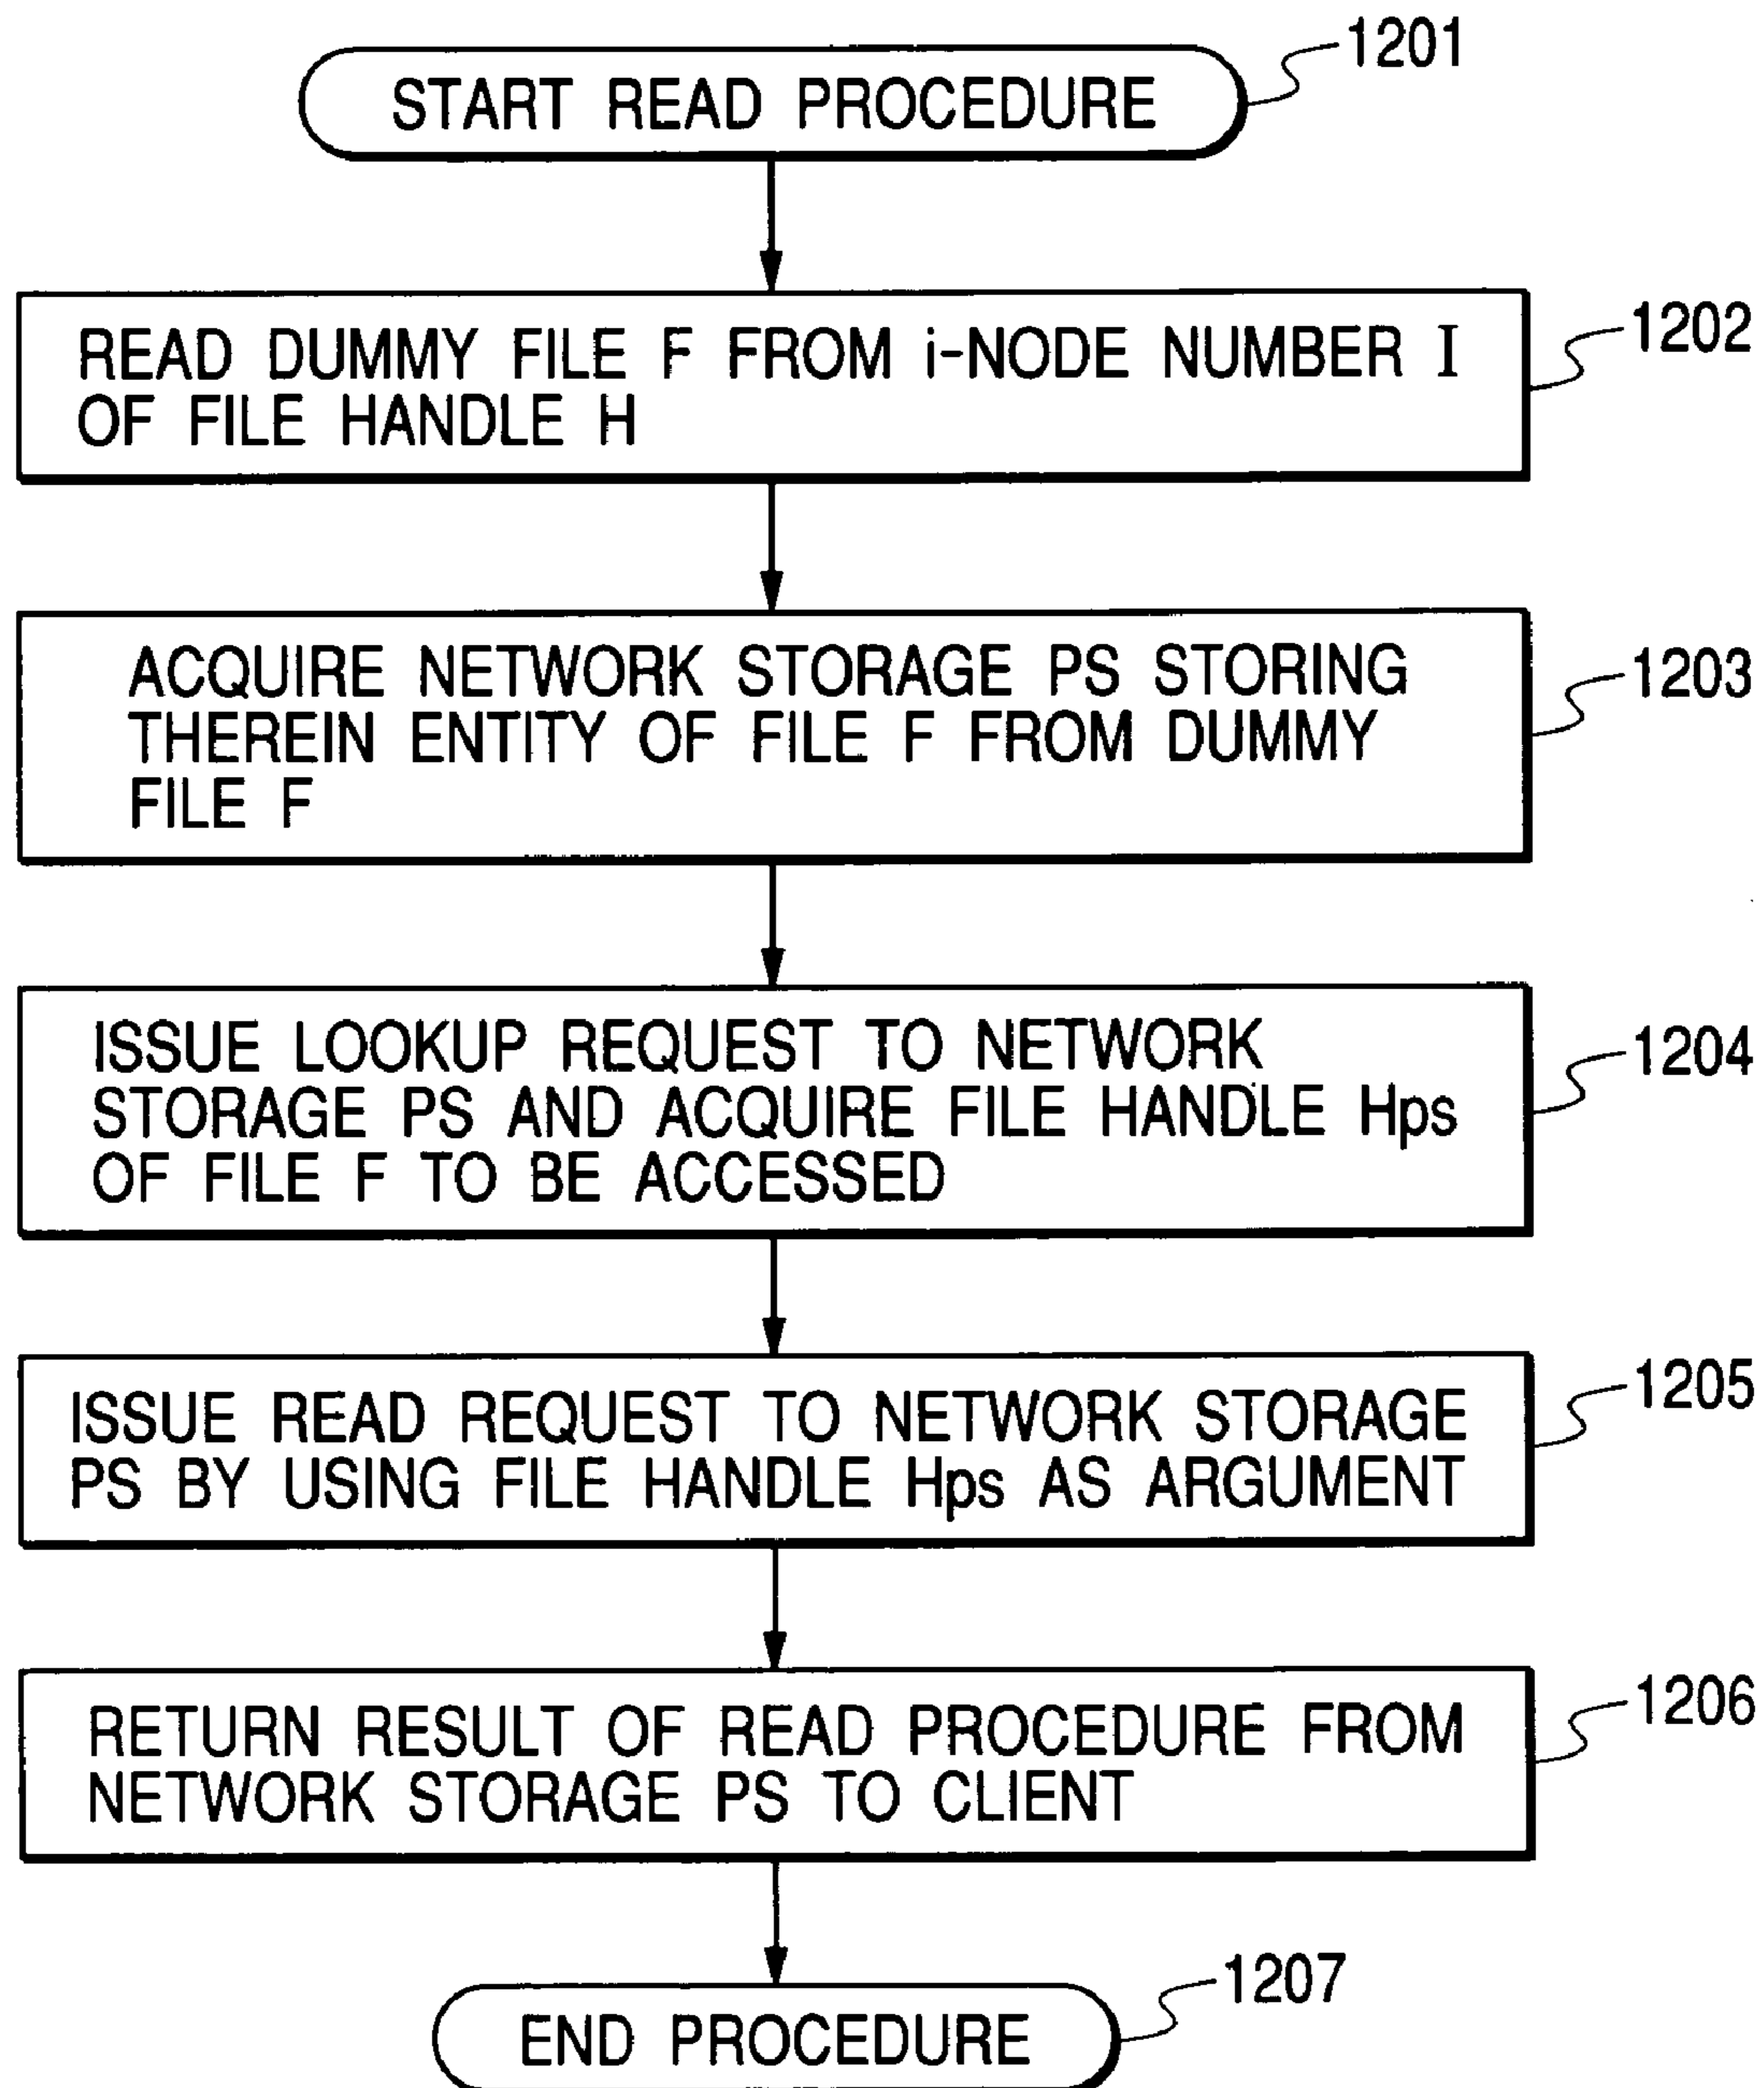 START READ PROCEDURE
1201
READ DUMMY FILE F FROM i-NODE NUMBER I
OF FILE HANDLE H
1202
ACQUIRE NETWORK STORAGE PS STORING
THEREIN ENTITY OF FILE F FROM DUMMY
FILE F
1203
ISSUE LOOKUP REQUEST TO NETWORK
STORAGE PS AND ACQUIRE FILE HANDLE Hps
OF FILE F TO BE ACCESSED
1204
ISSUE READ REQUEST TO NETWORK STORAGE
PS BY USING FILE HANDLE Hps AS ARGUMENT
1205
RETURN RESULT OF READ PROCEDURE FROM
NETWORK STORAGE PS TO CLIENT
1206
END PROCEDURE
1207